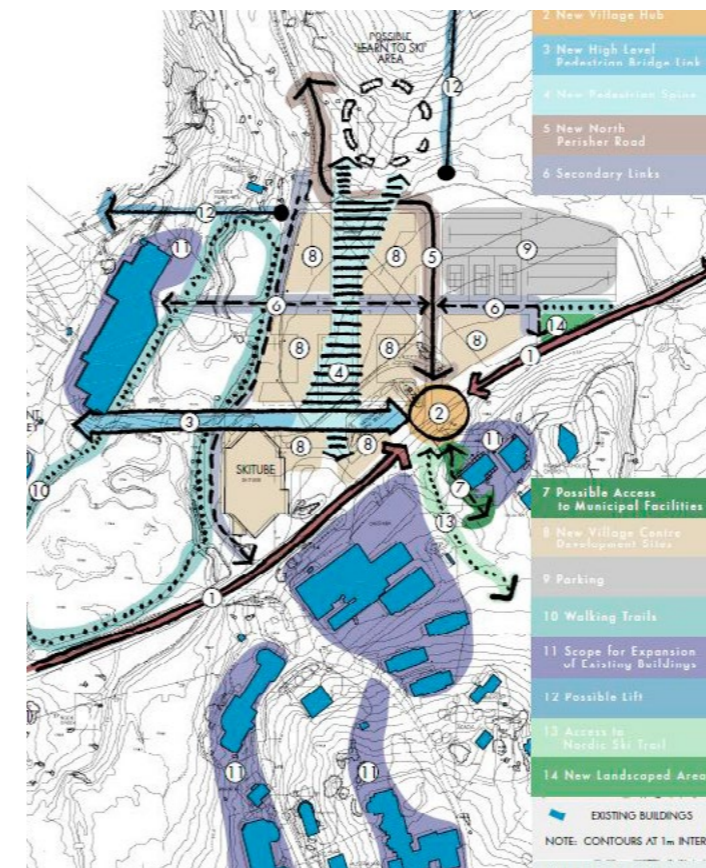 2 New Village Hub
3 New High Level
Pedestrian Bridge Link
4 New Pedestrian Spine
5 New North
Perisher Road
6 Secondary Links
POSSIBLE
'LEARN TO SKI'
AREA
12
12
11
8
8
5
9
6
6
14
8
8
8
1
4
3
2
8
8
11
SKITUBE
10
7
13
1
11
11
7 Possible Access
to Municipal Facilities
8 New Village Centre
Development Sites
9 Parking
10 Walking Trails
11 Scope for Expansion
of Existing Buildings
12 Possible Lift
13 Access to
Nordic Ski Trail
14 New Landscaped Area
EXISTING BUILDINGS
NOTE: CONTOURS AT 1m INTER